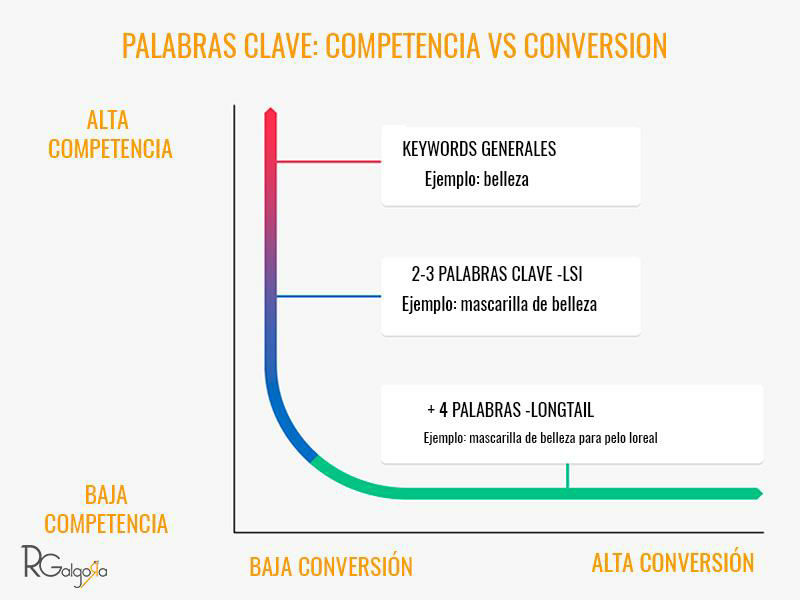 PALABRAS CLAVE: COMPETENCIA VS CONVERSION
ALTA
COMPETENCIA
KEYWORDS GENERALES
Ejemplo: belleza
2-3 PALABRAS CLAVE -LSI
Ejemplo: mascarilla de belleza
+ 4 PALABRAS -LONGTAIL
Ejemplo: mascarilla de belleza para pelo loreal
BAJA
COMPETENCIA
BAJA CONVERSIÓN
ALTA CONVERSIÓN
RGalgoRa